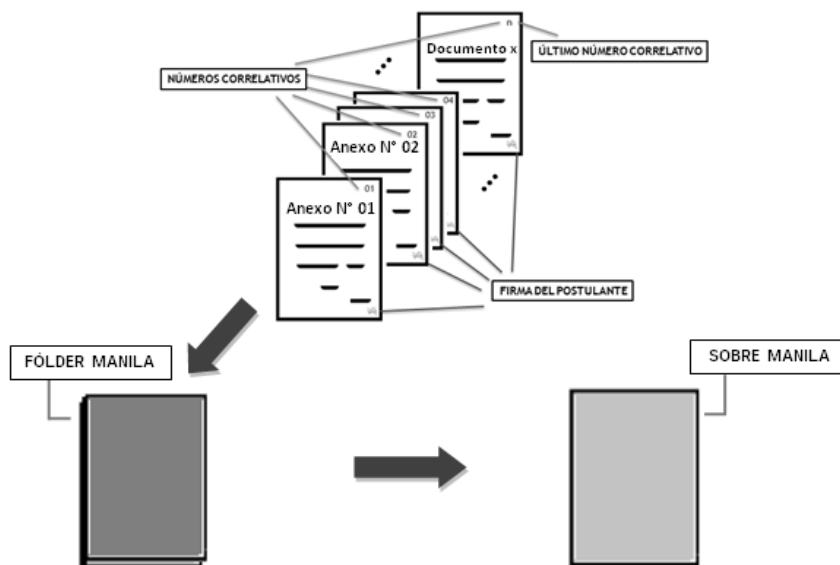 n
Documento x
ÚLTIMO NÚMERO CORRELATIVO
NÚMEROS CORRELATIVOS
04
03
02
Anexo N° 02
01
Anexo N° 01
FIRMA DEL POSTULANTE
FÓLDER MANILA
SOBRE MANILA